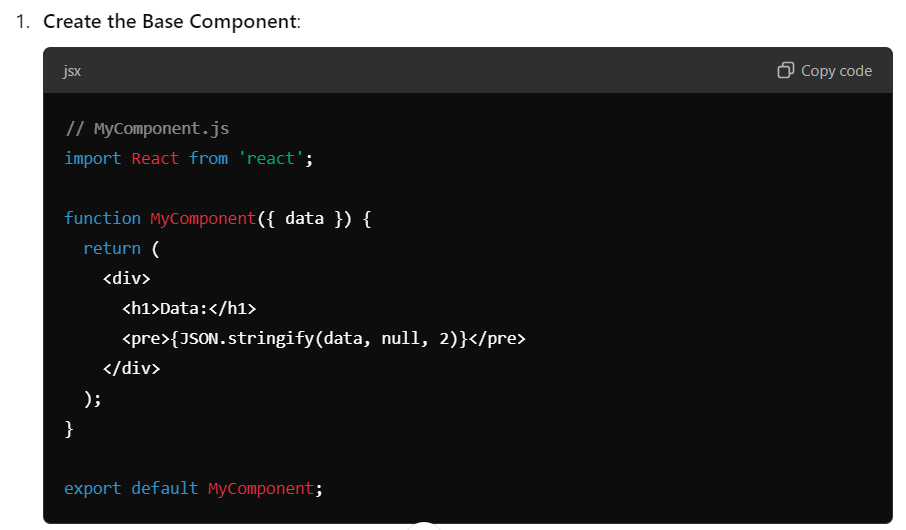 1. Create the Base Component:
jsx
Copy code
// MyComponent.js
import React from 'react';
function MyComponent({ data }) {
return (
<div>
<h1>Data:</h1>
<pre>{JSON.stringify(data, null, 2)}</pre>
</div>
);
}
export default MyComponent;